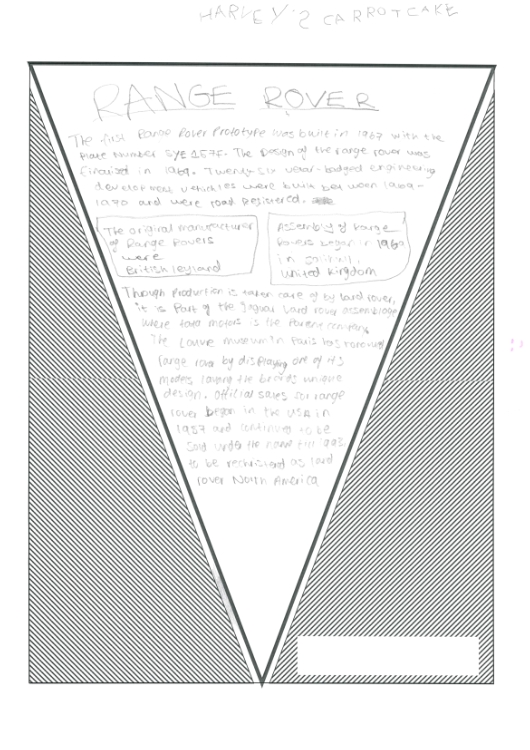 HARVEY'S CARROTCAKE
RANGE ROVER
The first Range Rover Prototype was built in 1967 with the
Plate number SYE 157F. The Design of the range rover was
finalised in 1969. Twenty six velar-badged engineering
development vehicles were built between 1969-
1970 and were road registered.
The original manufacturer
of Range Rovers
were
British leyland
Assembly of Range
Rovers began in 1969
in solihull,
united kingdom
Though Production is taken care of by land rover,
it is Part of the Jaguar land rover assemblage
where tata motors is the Parent company
The Louvre museum in Paris has honoured
range rover by displaying one of its
models the brands unique
design. official sales for range
rover began in the USA in
1987 and continued to be
sold under the name till 1993
to be rechristened as land
rover North America